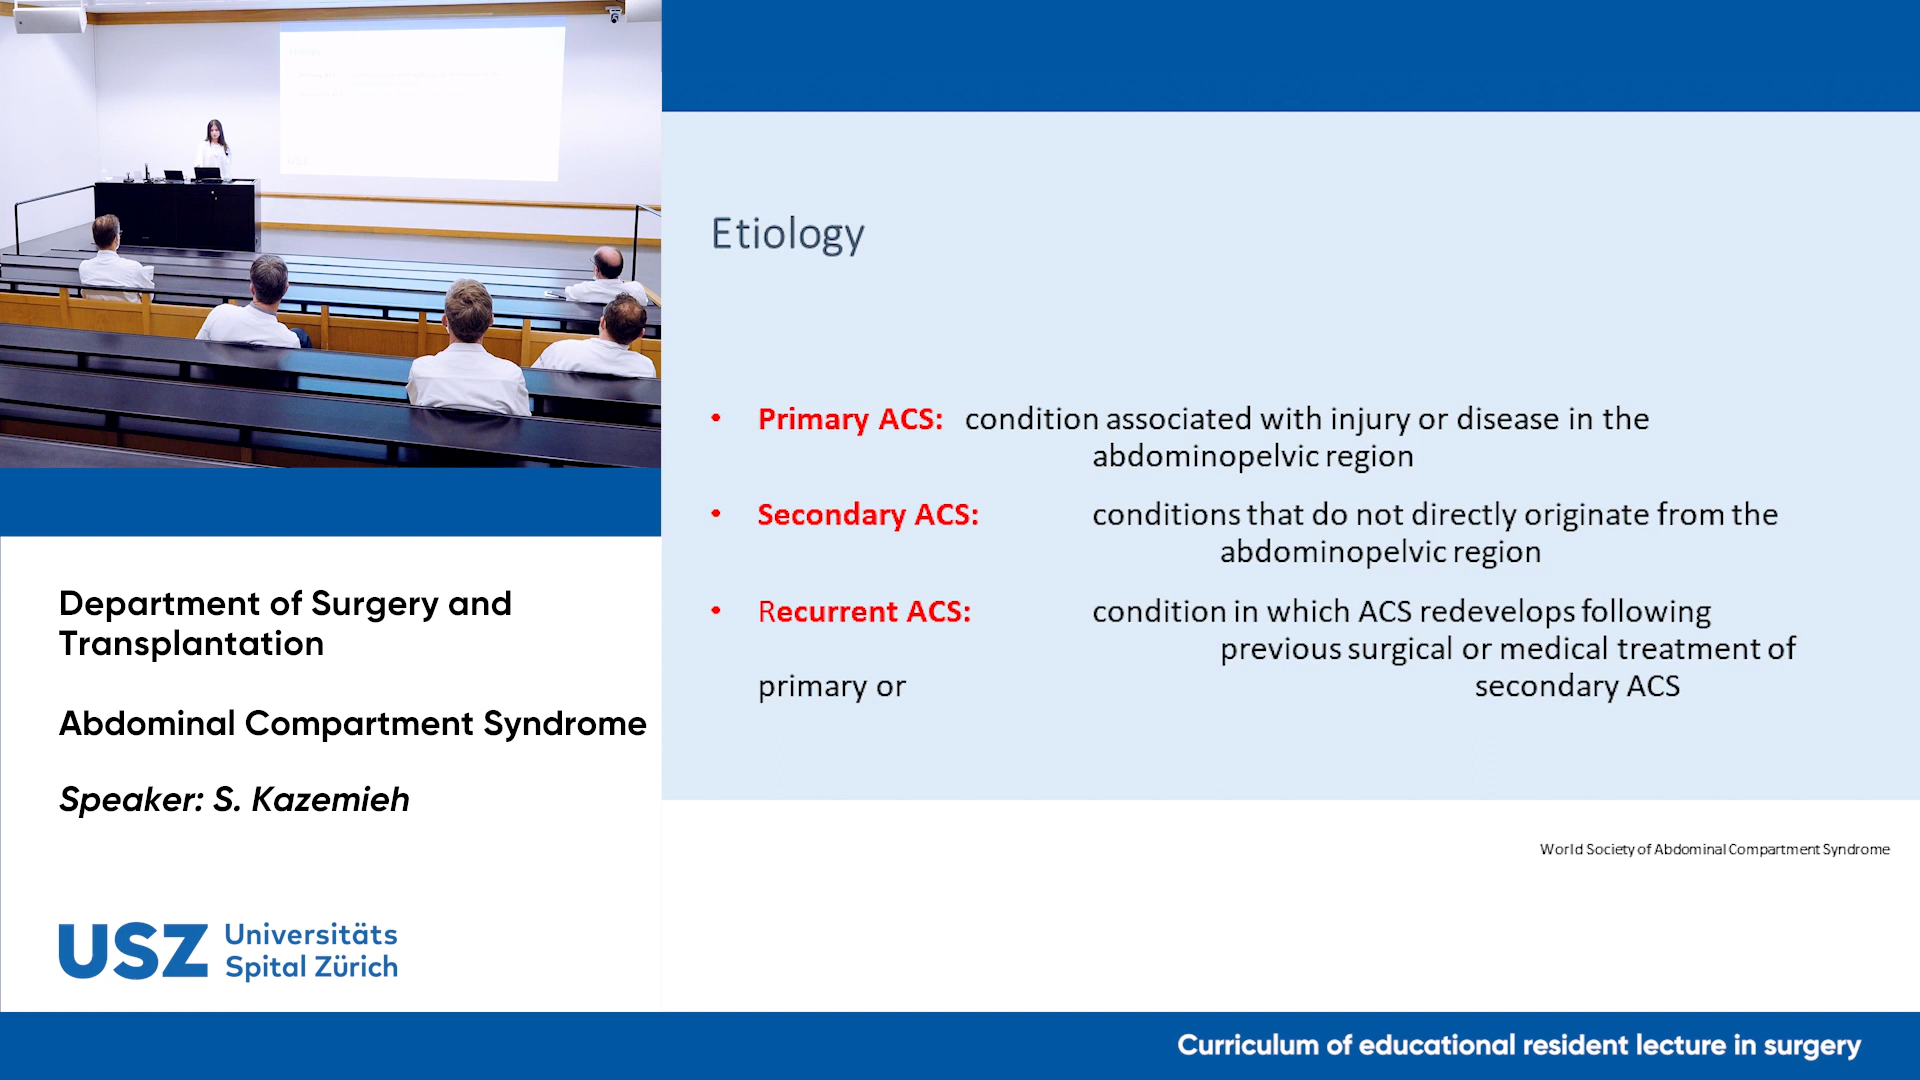 Etiology
• Primary ACS: condition associated with injury or disease in the
abdominopelvic region
• Secondary ACS: conditions that do not directly originate from the
abdominopelvic region
• Recurrent ACS: condition in which ACS redevelops following
previous surgical or medical treatment of
primary or secondary ACS
World Society of Abdominal Compartment Syndrome
Department of Surgery and
Transplantation
Abdominal Compartment Syndrome
Speaker: S. Kazemieh
USZ Universitäts
Spital Zürich
Curriculum of educational resident lecture in surgery